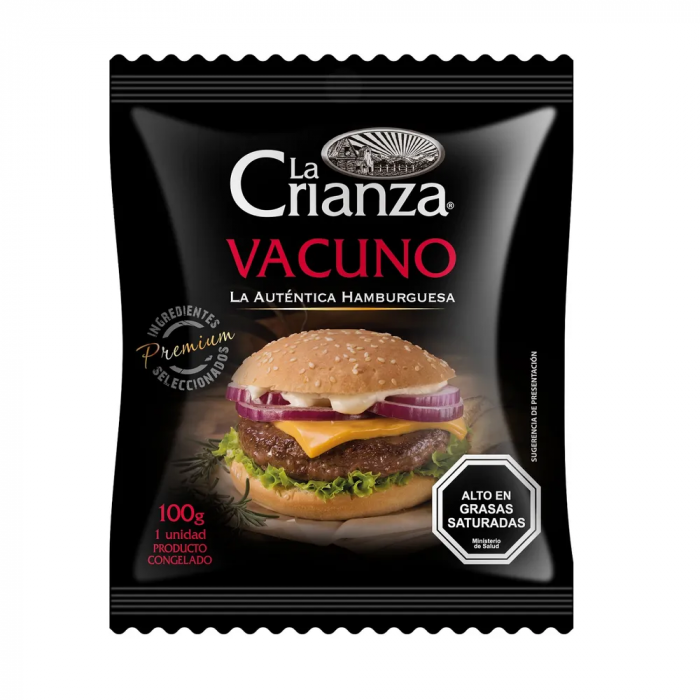 La
Crianza®
VACUNO
LA AUTÉNTICA HAMBURGUESA
INGREDIENTES
Premium
SELECCIONADOS
SUGERENCIA DE PRESENTACIÓN
100g
1 unidad
PRODUCTO
CONGELADO
ALTO EN
GRASAS
SATURADAS
Ministerio
de Salud